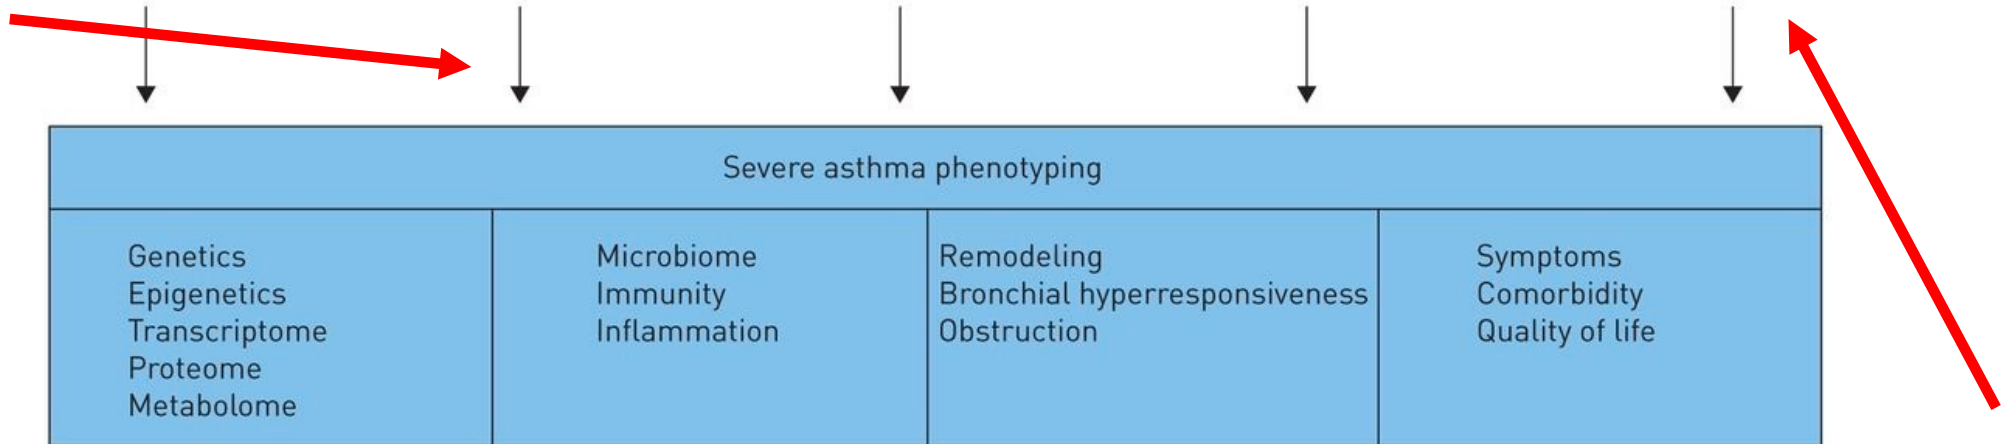 Severe asthma phenotyping
Genetics
Epigenetics
Transcriptome
Proteome
Metabolome
Microbiome
Immunity
Inflammation
Remodeling
Bronchial hyperresponsiveness
Obstruction
Symptoms
Comorbidity
Quality of life